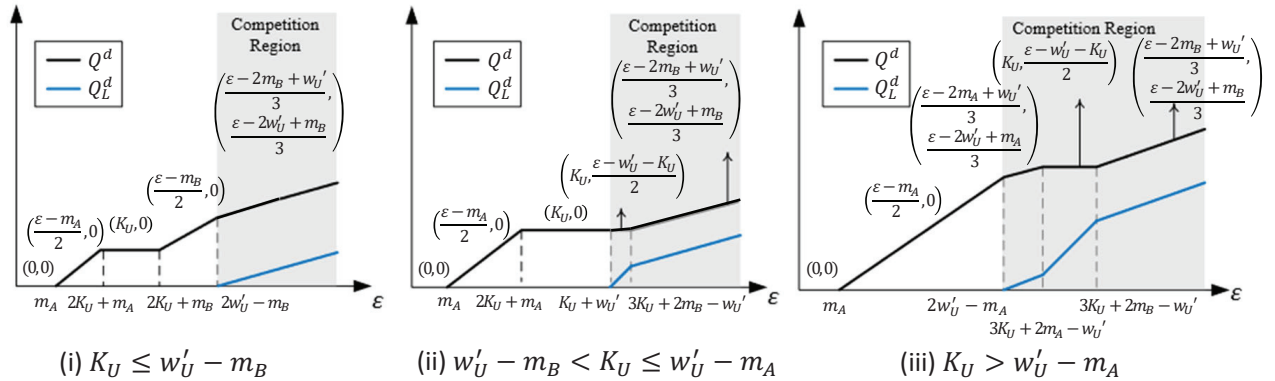 Competition
Region
Q^d
Q_L^d
((ε−2m_B+w_U')/3,
(ε−2w_U'+m_B)/3)
((ε−m_B)/2,0)
((ε−m_A)/2,0)
(K_U,0)
(0,0)
m_A 2K_U+m_A 2K_U+m_B 2w_U'−m_B ε
(i) K_U ≤ w_U' − m_B
Competition
Region
Q^d
Q_L^d
((ε−2m_B+w_U')/3,
(ε−2w_U'+m_B)/3)
(K_U,(ε−w_U'−K_U)/2)
((ε−m_A)/2,0)
(K_U,0)
(0,0)
m_A 2K_U+m_A K_U+w_U' 3K_U+2m_B−w_U' ε
(ii) w_U' − m_B < K_U ≤ w_U' − m_A
Competition Region
Q^d
Q_L^d
(K_U,(ε−w_U'−K_U)/2)
((ε−2m_B+w_U')/3,
(ε−2w_U'+m_B)/3)
((ε−2m_A+w_U')/3,
(ε−2w_U'+m_A)/3)
((ε−m_A)/2,0)
(0,0)
m_A 2w_U'−m_A 3K_U+2m_B−w_U' ε
3K_U+2m_A−w_U'
(iii) K_U > w_U' − m_A